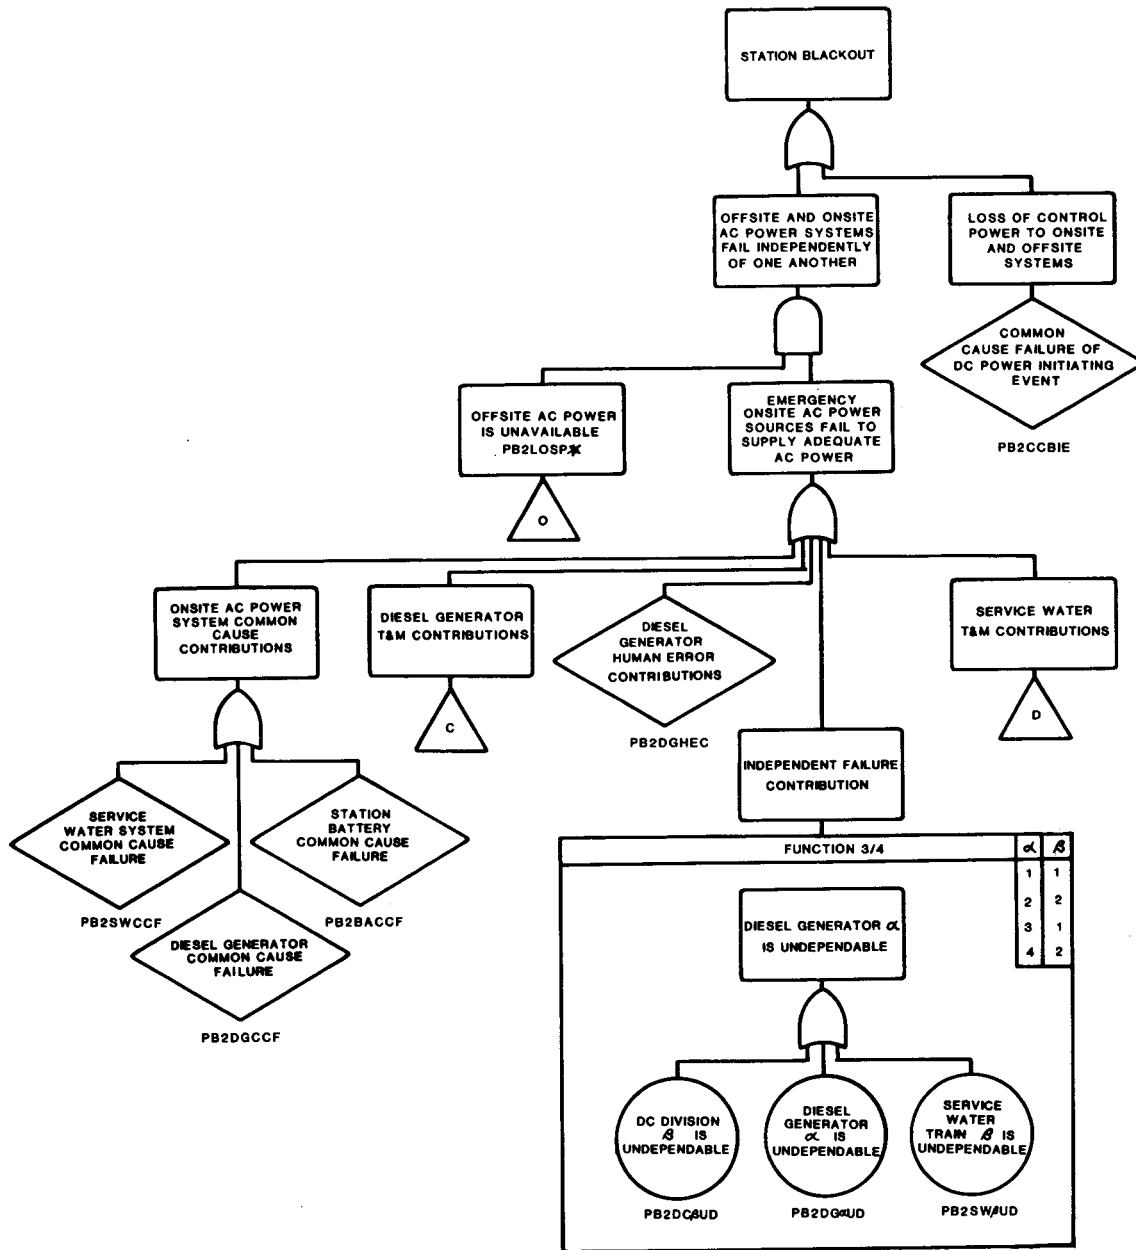 STATION BLACKOUT
OFFSITE AND ONSITE
AC POWER SYSTEMS
FAIL INDEPENDENTLY
OF ONE ANOTHER
LOSS OF CONTROL
POWER TO ONSITE
AND OFFSITE
SYSTEMS
COMMON
CAUSE FAILURE OF
DC POWER INITIATING
EVENT
PB2CCBIE
OFFSITE AC POWER
IS UNAVAILABLE
PB2LOSP*
EMERGENCY
ONSITE AC POWER
SOURCES FAIL TO
SUPPLY ADEQUATE
AC POWER
O
ONSITE AC POWER
SYSTEM COMMON
CAUSE
CONTRIBUTIONS
DIESEL GENERATOR
T&M CONTRIBUTIONS
C
DIESEL
GENERATOR
HUMAN ERROR
CONTRIBUTIONS
PB2DGHEC
SERVICE WATER
T&M CONTRIBUTIONS
D
INDEPENDENT FAILURE
CONTRIBUTION
SERVICE
WATER SYSTEM
COMMON CAUSE
FAILURE
PB2SWCCF
STATION
BATTERY
COMMON CAUSE
FAILURE
PB2BACCF
DIESEL GENERATOR
COMMON CAUSE
FAILURE
PB2DGCCF
FUNCTION 3/4
α β
1 1
2 2
3 1
4 2
DIESEL GENERATOR α
IS UNDEPENDABLE
DC DIVISION
β IS
UNDEPENDABLE
PB2DCβUD
DIESEL
GENERATOR
α IS
UNDEPENDABLE
PB2DGαUD
SERVICE
WATER
TRAIN β IS
UNDEPENDABLE
PB2SWβUD